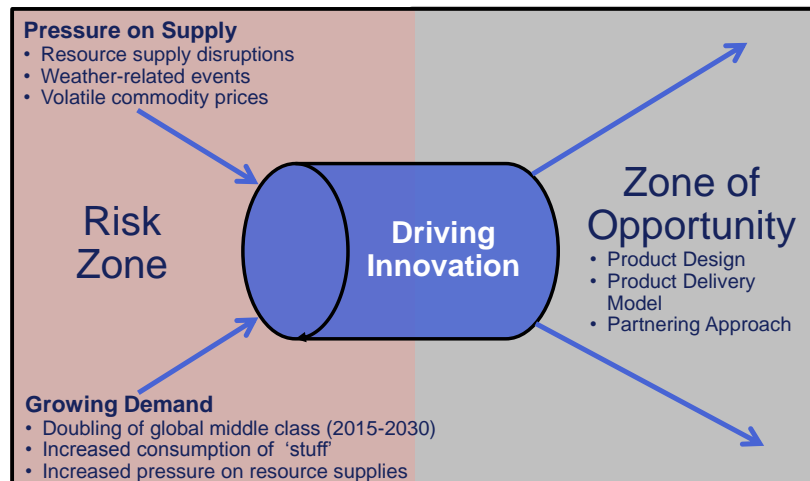 Pressure on Supply
• Resource supply disruptions
• Weather-related events
• Volatile commodity prices
Risk
Zone
Driving
Innovation
Zone of
Opportunity
• Product Design
• Product Delivery
Model
• Partnering Approach
Growing Demand
• Doubling of global middle class (2015-2030)
• Increased consumption of ‘stuff’
• Increased pressure on resource supplies